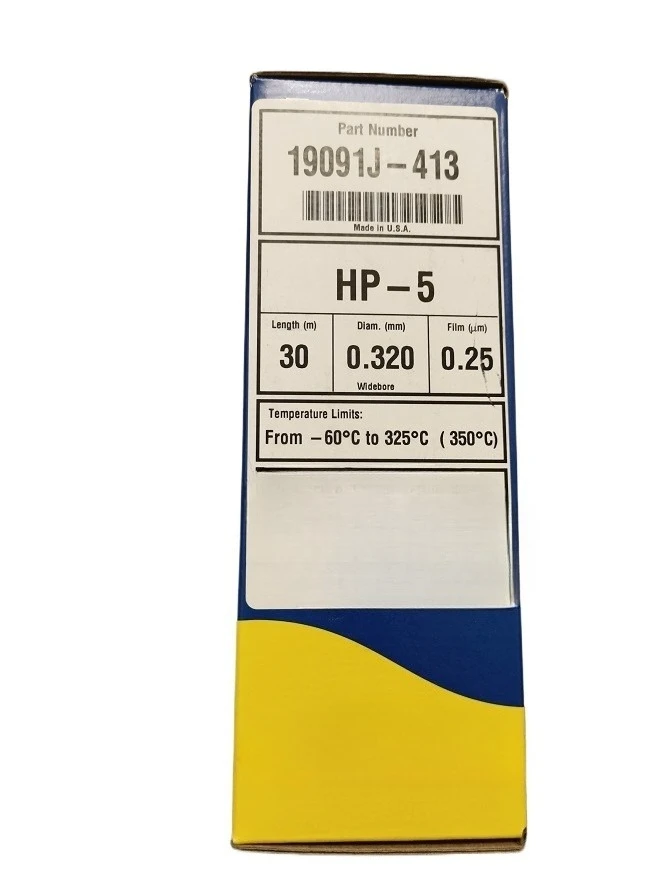 Part Number
19091J-413
Made in U.S.A.
HP-5
Length (m) Diam. (mm) Film (μm)
30 0.320 0.25
Widebore
Temperature Limits:
From -60°C to 325°C (350°C)